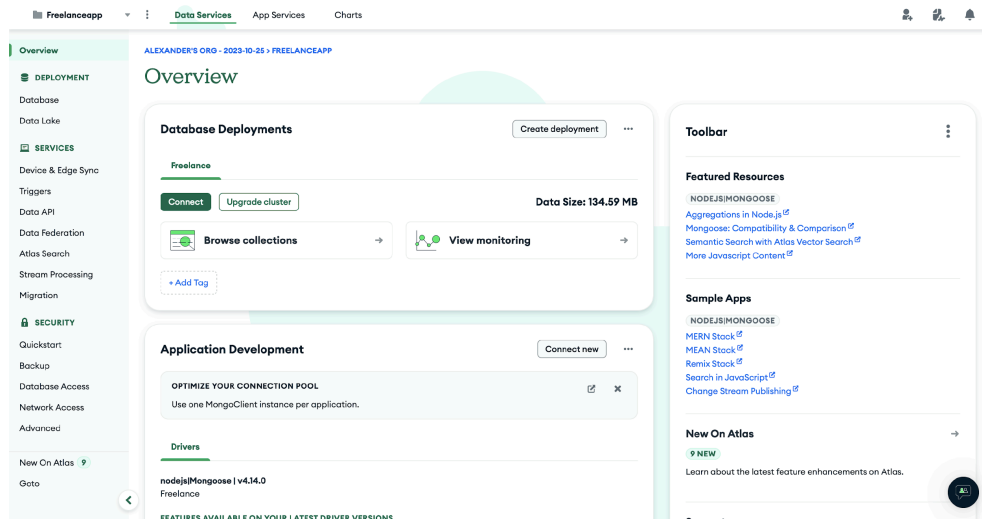 Freelanceapp
Data Services
App Services
Charts
Overview
DEPLOYMENT
Database
Data Lake
SERVICES
Device & Edge Sync
Triggers
Data API
Data Federation
Atlas Search
Stream Processing
Migration
SECURITY
Quickstart
Backup
Database Access
Network Access
Advanced
New On Atlas 9
Goto
ALEXANDER'S ORG - 2023-10-25 > FREELANCEAPP
Overview
Database Deployments
Create deployment
Freelance
Connect
Upgrade cluster
Data Size: 134.59 MB
Browse collections
View monitoring
+ Add Tag
Application Development
Connect new
OPTIMIZE YOUR CONNECTION POOL
Use one MongoClient instance per application.
Drivers
nodejs|Mongoose | v4.14.0
Freelance
FEATURES AVAILABLE ON YOUR LATEST DRIVER VERSIONS
Toolbar
Featured Resources
NODEJS|MONGOOSE
Aggregations in Node.js
Mongoose: Compatibility & Comparison
Semantic Search with Atlas Vector Search
More Javascript Content
Sample Apps
NODEJS|MONGOOSE
MERN Stack
MEAN Stack
Remix Stack
Search in JavaScript
Change Stream Publishing
New On Atlas
9 NEW
Learn about the latest feature enhancements on Atlas.